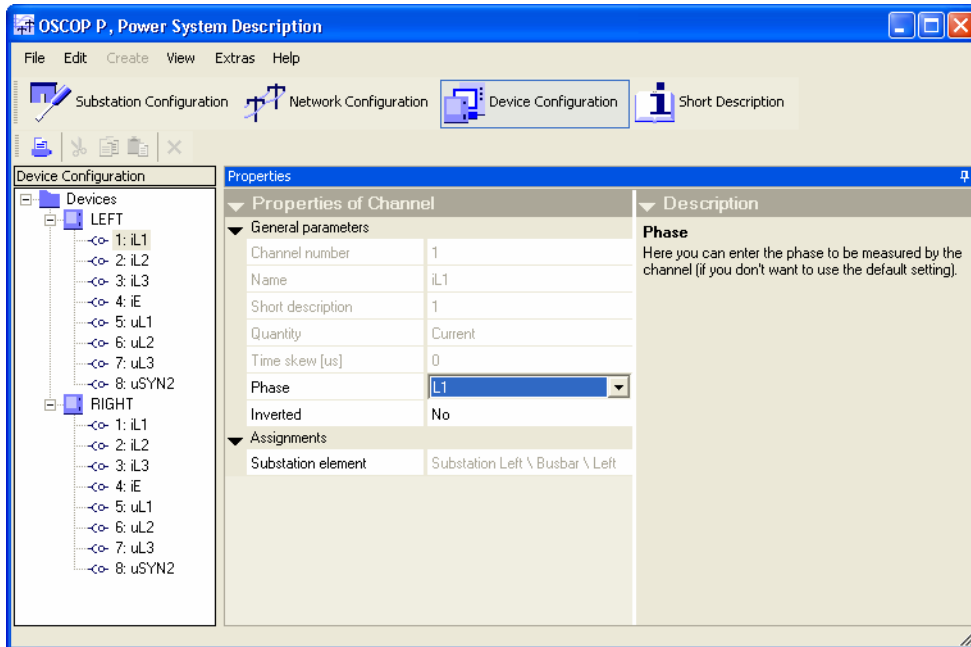 OSCOP P, Power System Description
File Edit Create View Extras Help
Substation Configuration Network Configuration Device Configuration Short Description
Device Configuration
Devices
LEFT
1: iL1
2: iL2
3: iL3
4: iE
5: uL1
6: uL2
7: uL3
8: uSYN2
RIGHT
1: iL1
2: iL2
3: iL3
4: iE
5: uL1
6: uL2
7: uL3
8: uSYN2
Properties
Properties of Channel
General parameters
Channel number 1
Name iL1
Short description 1
Quantity Current
Time skew [us] 0
Phase L1
Inverted No
Assignments
Substation element Substation Left \ Busbar \ Left
Description
Phase
Here you can enter the phase to be measured by the
channel (if you don't want to use the default setting).